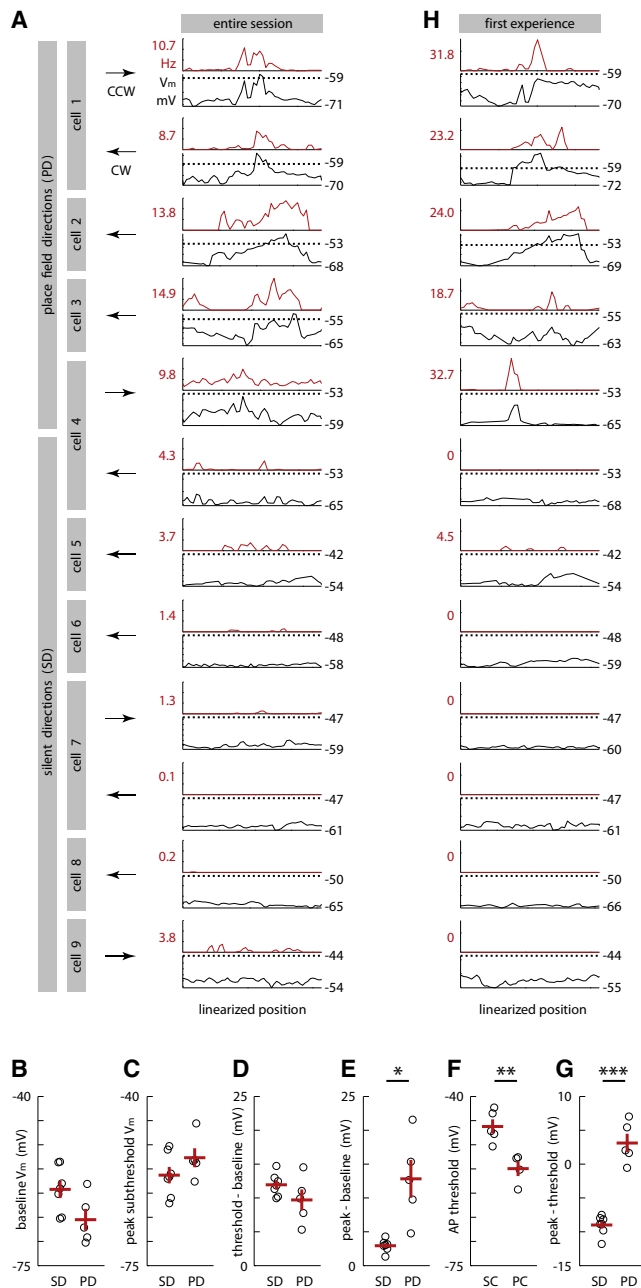 A
entire session
H
first experience
place field directions (PD)
silent directions (SD)
cell 1
cell 2
cell 3
cell 4
cell 5
cell 6
cell 7
cell 8
cell 9
CCW
CW
10.7
Hz
Vm
mV
-59
-71
31.8
-59
-70
8.7
-59
-70
23.2
-59
-72
13.8
-53
-68
24.0
-53
-69
14.9
-55
-65
18.7
-55
-63
9.8
-53
-59
32.7
-53
-65
4.3
-53
-65
0
-53
-68
3.7
-42
-54
4.5
-42
-54
1.4
-48
-58
0
-48
-59
1.3
-47
-59
0
-47
-60
0.1
-47
-61
0
-47
-61
0.2
-50
-65
0
-50
-66
3.8
-44
-54
0
-44
-55
linearized position
linearized position
B
-40
baseline Vm (mV)
-75
SD PD
C
-40
peak subthreshold Vm
-75
SD PD
D
25
threshold - baseline (mV)
0
SD PD
E
*
25
peak - baseline (mV)
0
SD PD
F
**
-40
AP threshold (mV)
-75
SC PC
G
***
10
0
peak - threshold (mV)
-15
SD PD